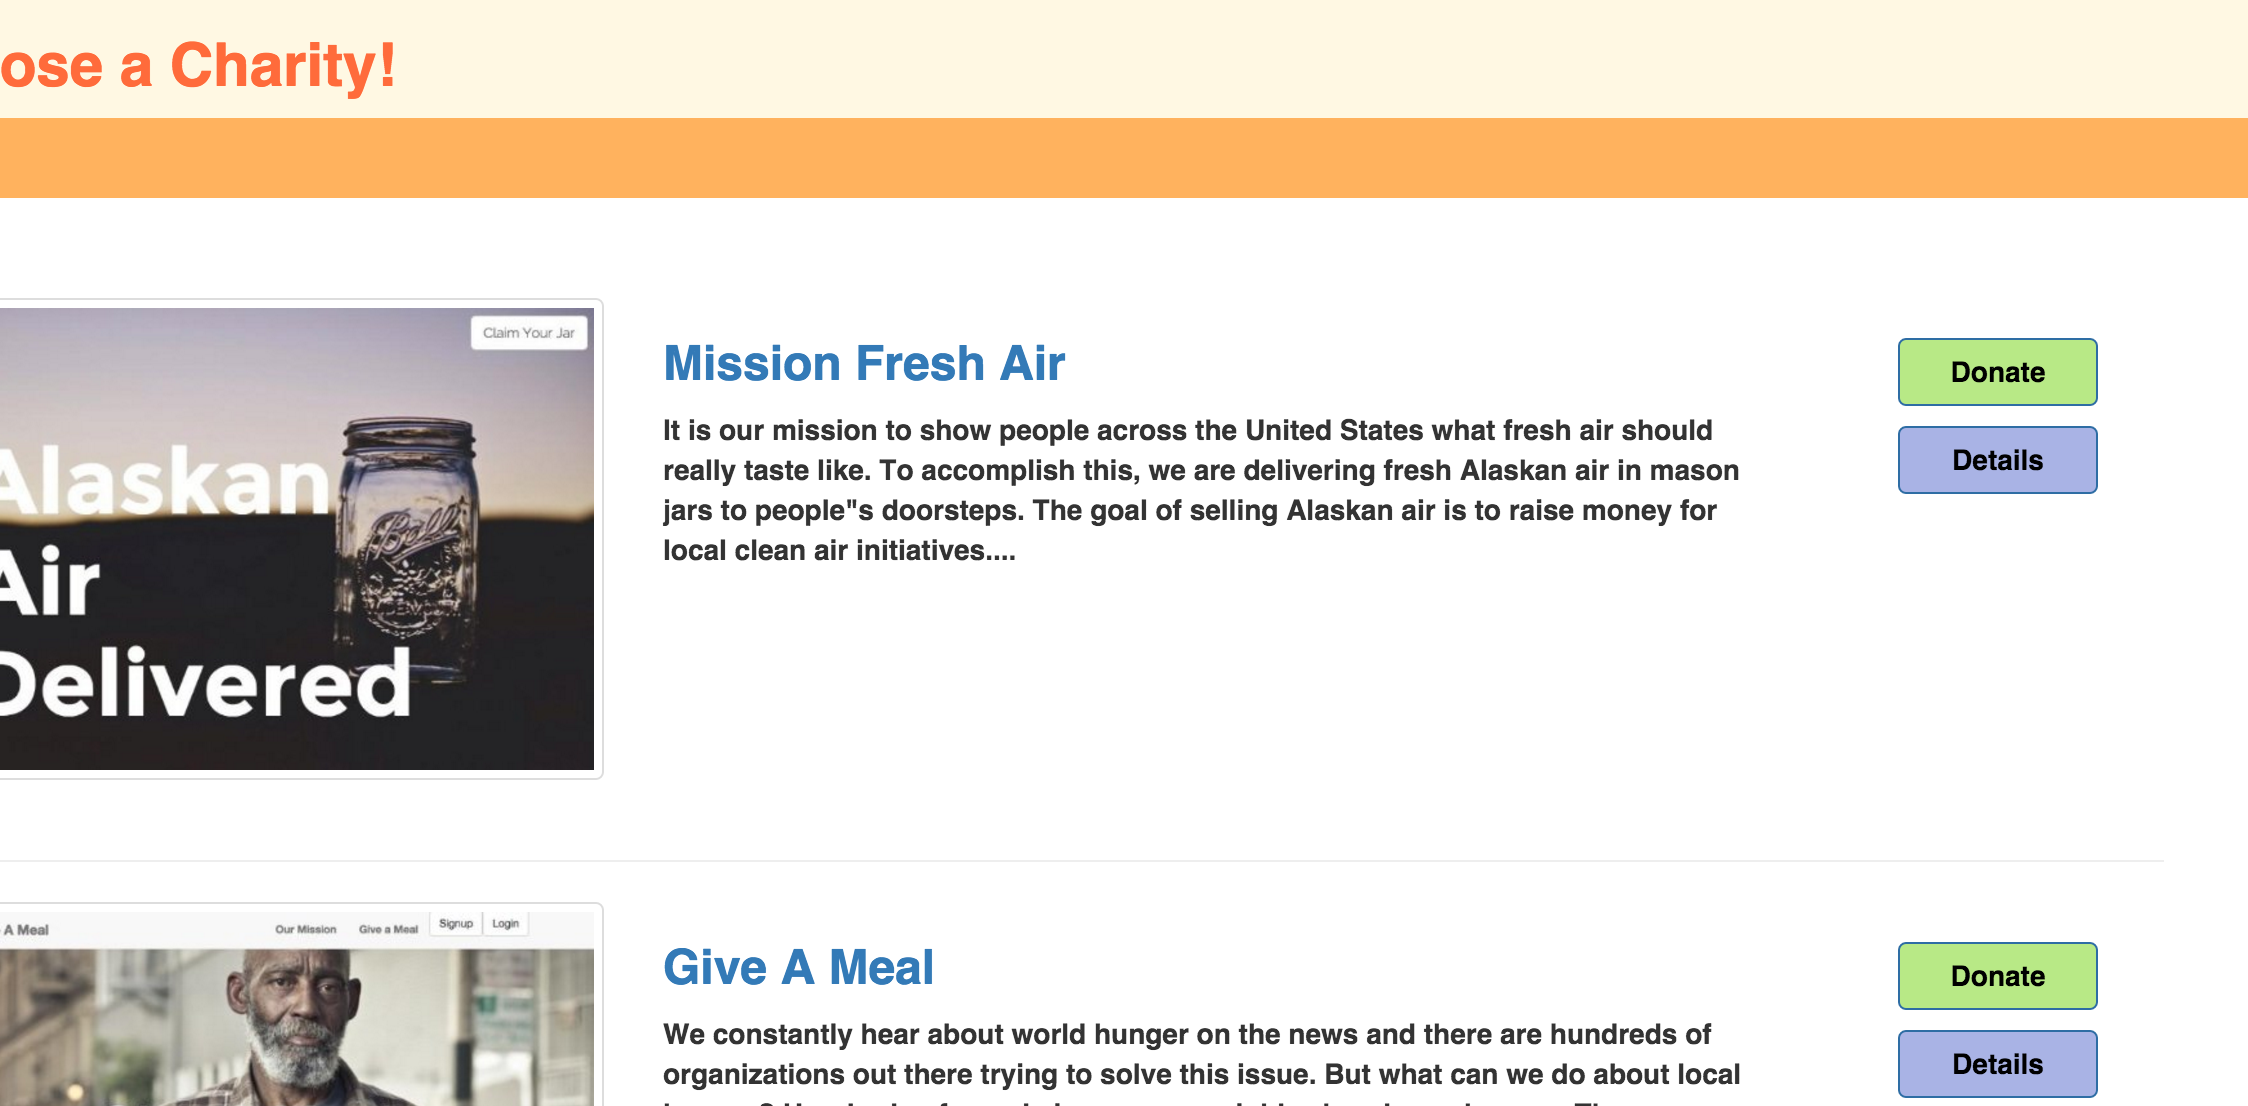 ose a Charity!
Claim Your Jar
Alaskan
Air
Delivered
Ball
Mission Fresh Air
It is our mission to show people across the United States what fresh air should
really taste like. To accomplish this, we are delivering fresh Alaskan air in mason
jars to people"s doorsteps. The goal of selling Alaskan air is to raise money for
local clean air initiatives....
Donate
Details
A Meal
Our Mission
Give a Meal
Signup
Login
Give A Meal
We constantly hear about world hunger on the news and there are hundreds of
organizations out there trying to solve this issue. But what can we do about local
Donate
Details